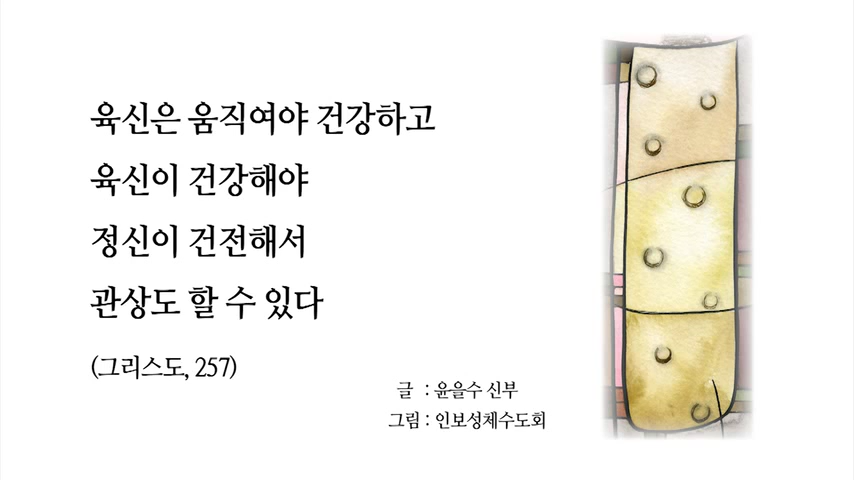 육신은 움직여야 건강하고
육신이 건강해야
정신이 건전해서
관상도 할 수 있다
(그리스도, 257)
글 : 윤을수 신부
그림 : 인보성체수도회